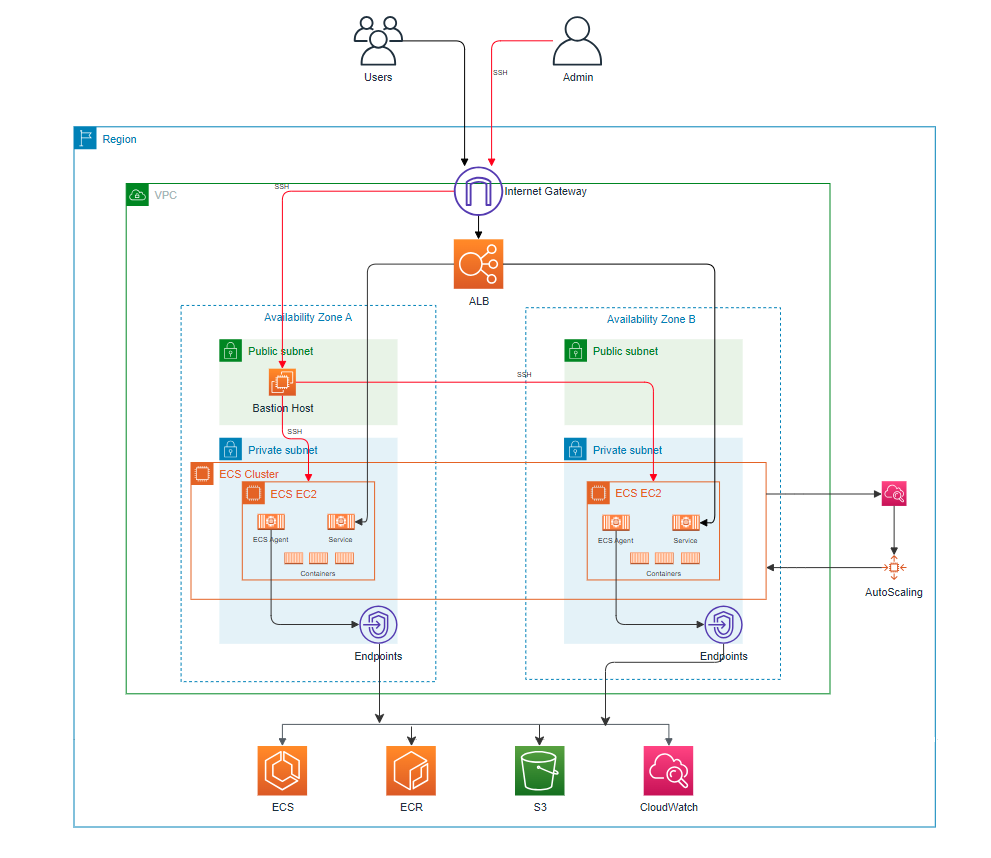 Users
Admin
SSH
Region
SSH
Internet Gateway
VPC
ALB
Availability Zone A
Availability Zone B
Public subnet
Public subnet
SSH
Bastion Host
SSH
Private subnet
Private subnet
ECS Cluster
ECS EC2
ECS EC2
ECS Agent
Service
ECS Agent
Service
Containers
Containers
AutoScaling
Endpoints
Endpoints
ECS
ECR
S3
CloudWatch